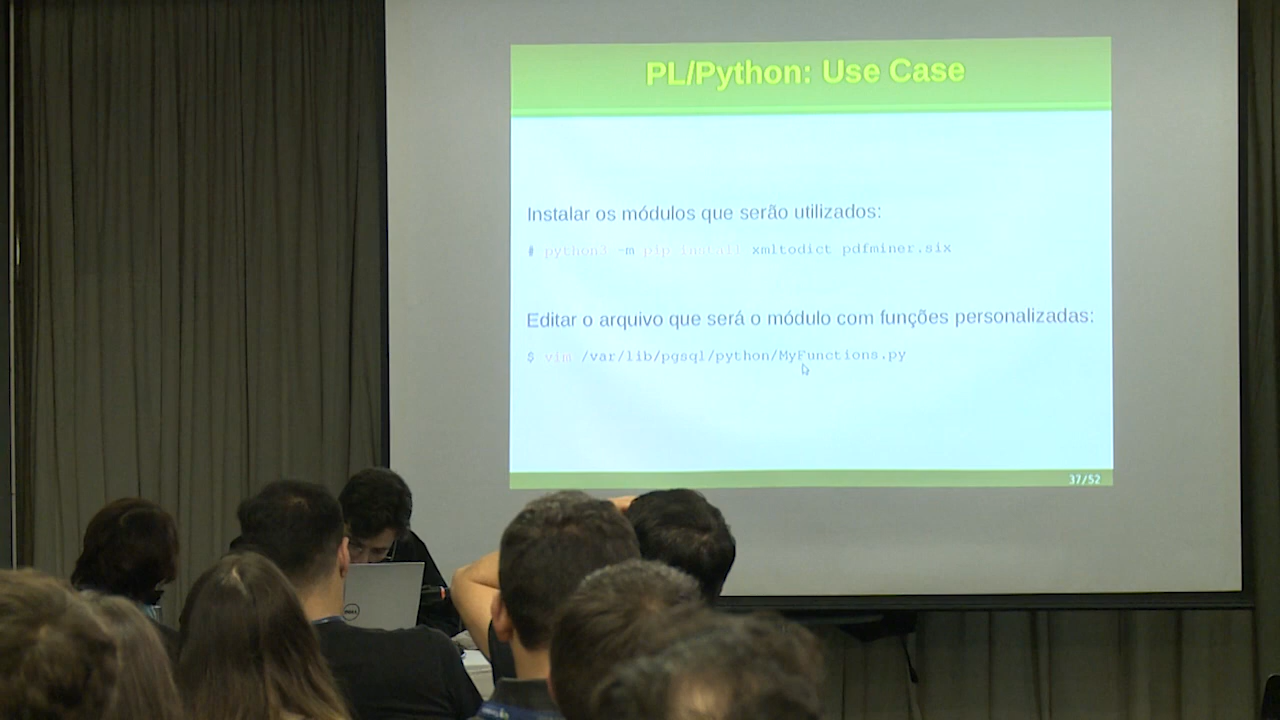 PL/Python: Use Case
Instalar os módulos que serão utilizados:
# python3 -m pip install xmltodict pdfminer.six
Editar o arquivo que será o módulo com funções personalizadas:
$ vim /var/lib/pgsql/python/MyFunctions.py
37/52
DELL